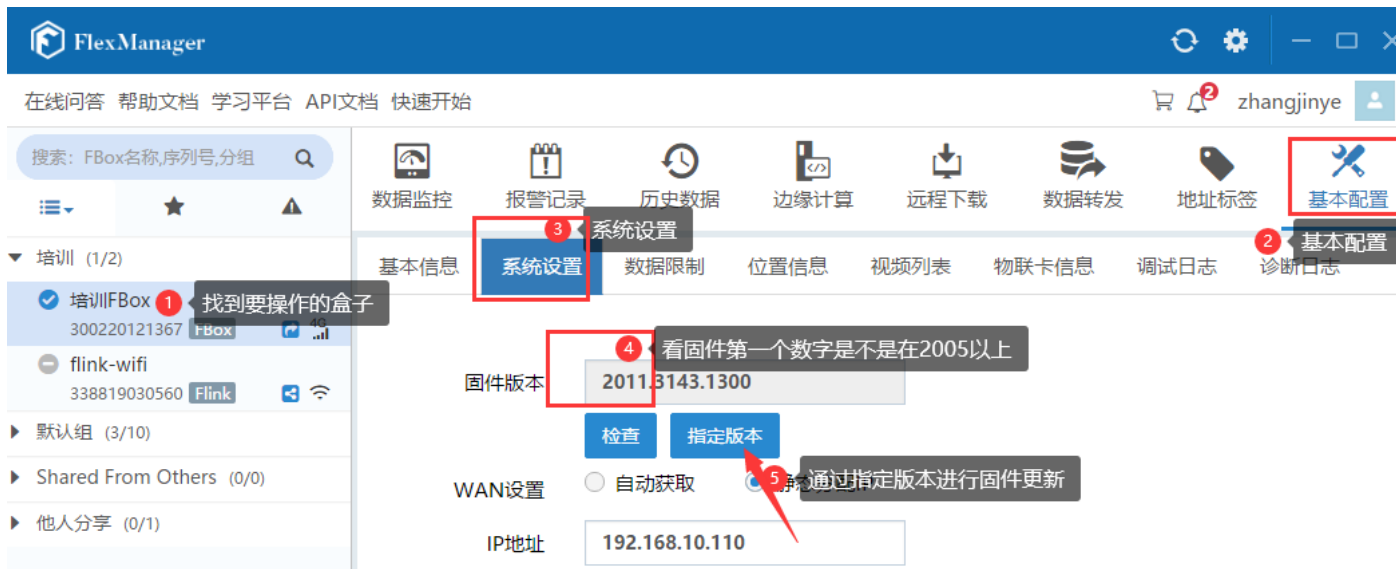 FlexManager
在线问答 帮助文档 学习平台 API文档 快速开始
2
zhangjinye
搜索：FBox名称,序列号,分组
数据监控 报警记录 历史数据 边缘计算 远程下载 数据转发 地址标签 基本配置
3 系统设置
2 基本配置
培训 (1/2)
基本信息 系统设置 数据限制 位置信息 视频列表 物联卡信息 调试日志 诊断日志
培训FBox 1 找到要操作的盒子
300220121367 FBox 4G
4 看固件第一个数字是不是在2005以上
flink-wifi
338819030560 Flink
固件版本 2011.3143.1300
默认组 (3/10)
检查 指定版本
Shared From Others (0/0)
5 通过指定版本进行固件更新
WAN设置 自动获取
他人分享 (0/1)
IP地址 192.168.10.110